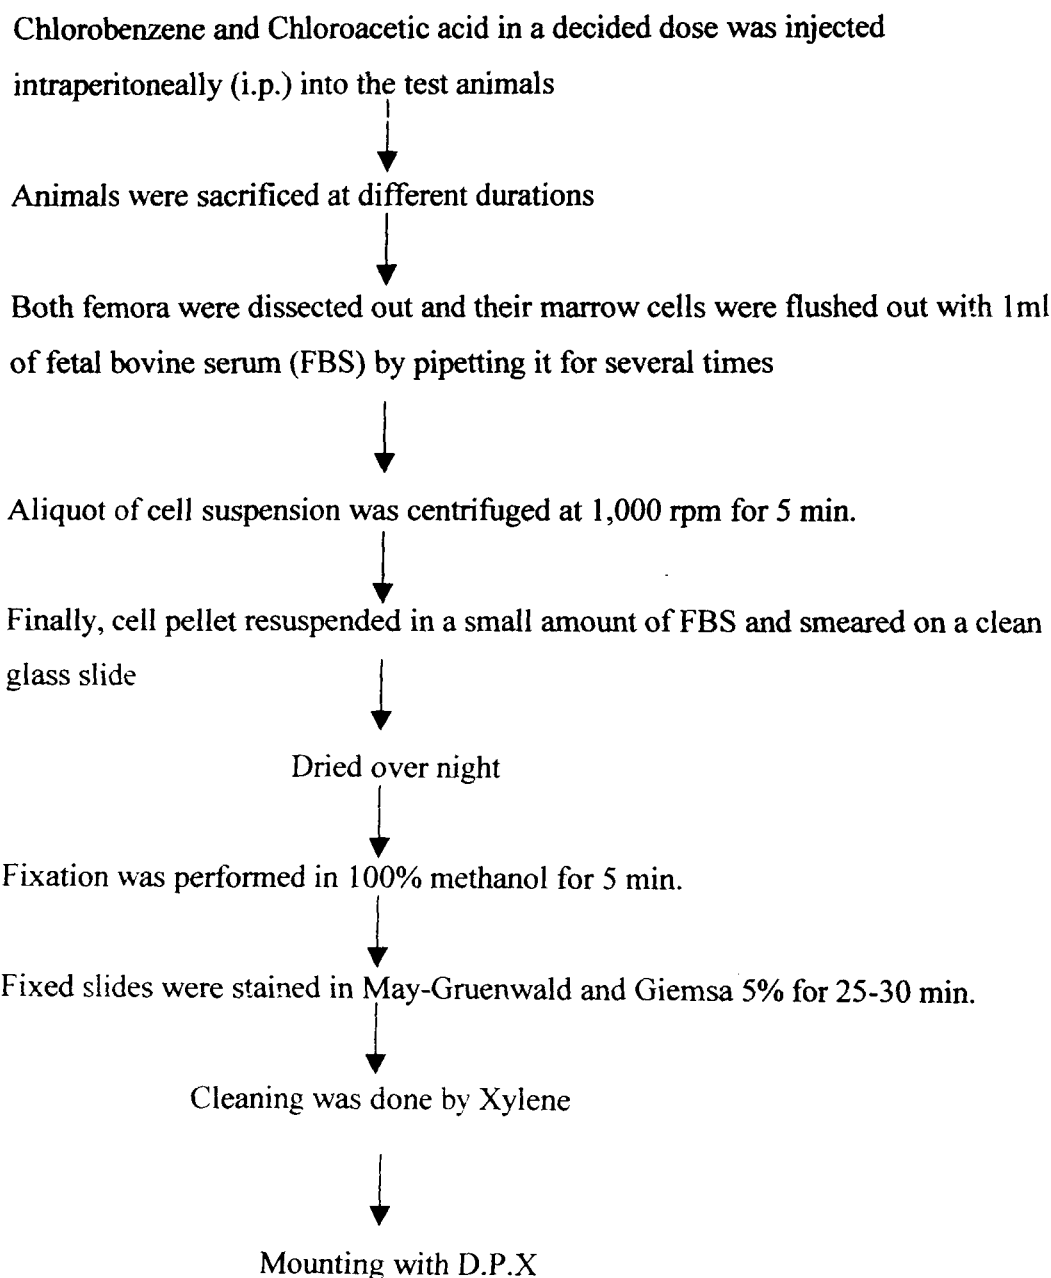 Chlorobenzene and Chloroacetic acid in a decided dose was injected
intraperitoneally (i.p.) into the test animals
Animals were sacrificed at different durations
Both femora were dissected out and their marrow cells were flushed out with 1ml
of fetal bovine serum (FBS) by pipetting it for several times
Aliquot of cell suspension was centrifuged at 1,000 rpm for 5 min.
Finally, cell pellet resuspended in a small amount of FBS and smeared on a clean
glass slide
Dried over night
Fixation was performed in 100% methanol for 5 min.
Fixed slides were stained in May-Gruenwald and Giemsa 5% for 25-30 min.
Cleaning was done by Xylene
Mounting with D.P.X